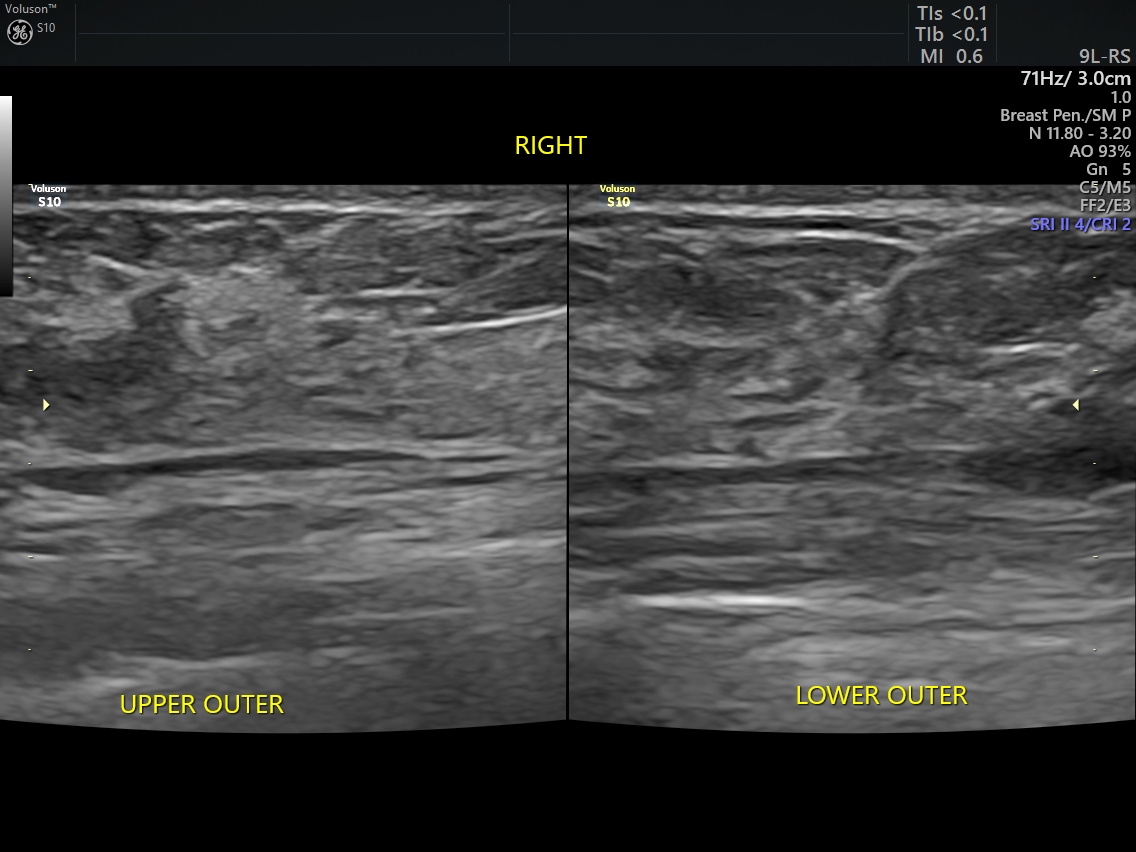 Voluson™
S10
TIs <0.1
TIb <0.1
MI 0.6
9L-RS
71Hz/ 3.0cm
1.0
Breast Pen./SM P
N 11.80 - 3.20
AO 93%
Gn 5
C5/M5
FF2/E3
SRI II 4/CRI 2
RIGHT
Voluson
S10
Voluson
S10
UPPER OUTER
LOWER OUTER